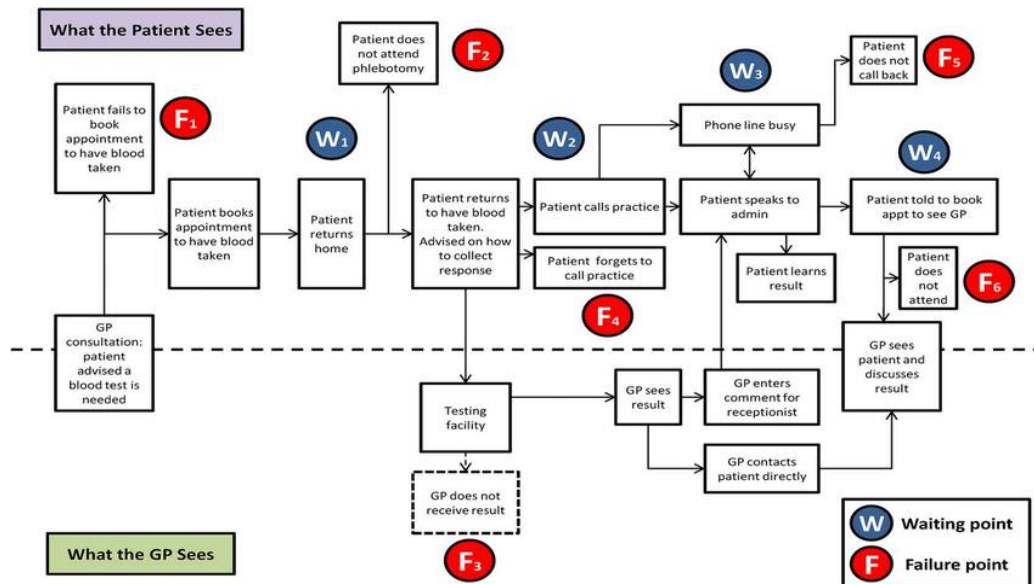 What the Patient Sees
Patient fails to
book
appointment
to have blood
taken
F1
Patient does
not attend
phlebotomy
F2
W3
Patient
does not
call back
F5
W1
W2
Phone line busy
W4
Patient books
appointment
to have blood
taken
Patient
returns
home
Patient returns
to have blood
taken.
Advised on how
to collect
response
Patient calls practice
Patient speaks to
admin
Patient told to book
appt to see GP
Patient forgets to
call practice
F4
Patient learns
result
Patient
does not
attend
F6
GP
consultation:
patient
advised a
blood test is
needed
GP sees
patient and
discusses
result
Testing
facility
GP sees
result
GP enters
comment for
receptionist
GP contacts
patient directly
GP does not
receive result
F3
What the GP Sees
W Waiting point
F Failure point